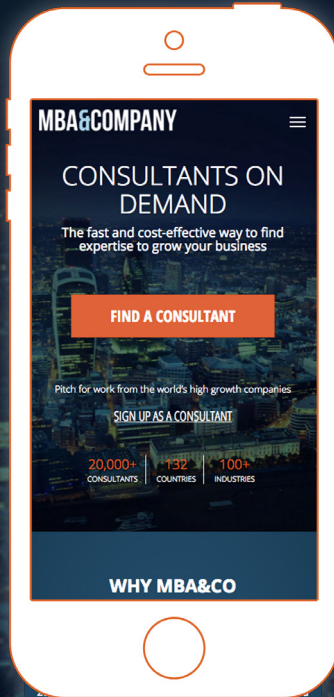 MBA&COMPANY
CONSULTANTS ON
DEMAND
The fast and cost-effective way to find
expertise to grow your business
FIND A CONSULTANT
Pitch for work from the world's high growth companies
SIGN UP AS A CONSULTANT
20,000+ 132 100+
CONSULTANTS COUNTRIES INDUSTRIES
WHY MBA&CO